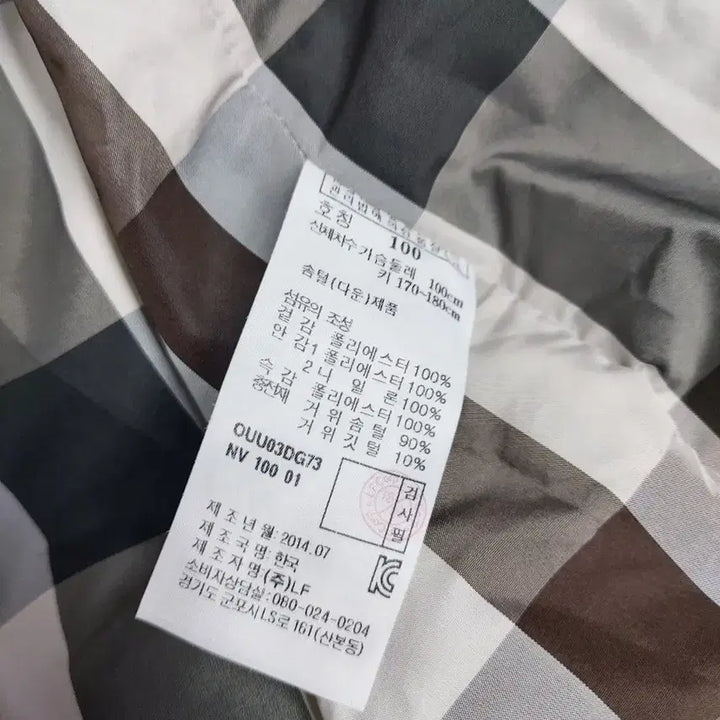 호칭 100
신체치수 가슴둘레 100cm
키 170~180cm
솜털(다운)제품
섬유의 조성
겉감 폴리에스터 100%
안감1 폴리에스터 100%
2 나일론 100%
속감 폴리에스터 100%
충전재 거위솜털 90%
거위깃털 10%
OUU03DG73
NV 100 01
검사필
제조년월: 2014.07
제조국명: 한국
제조자명: (주)LF
소비자상담실: 080-024-0204
경기도 군포시 LS로 161(산본동)